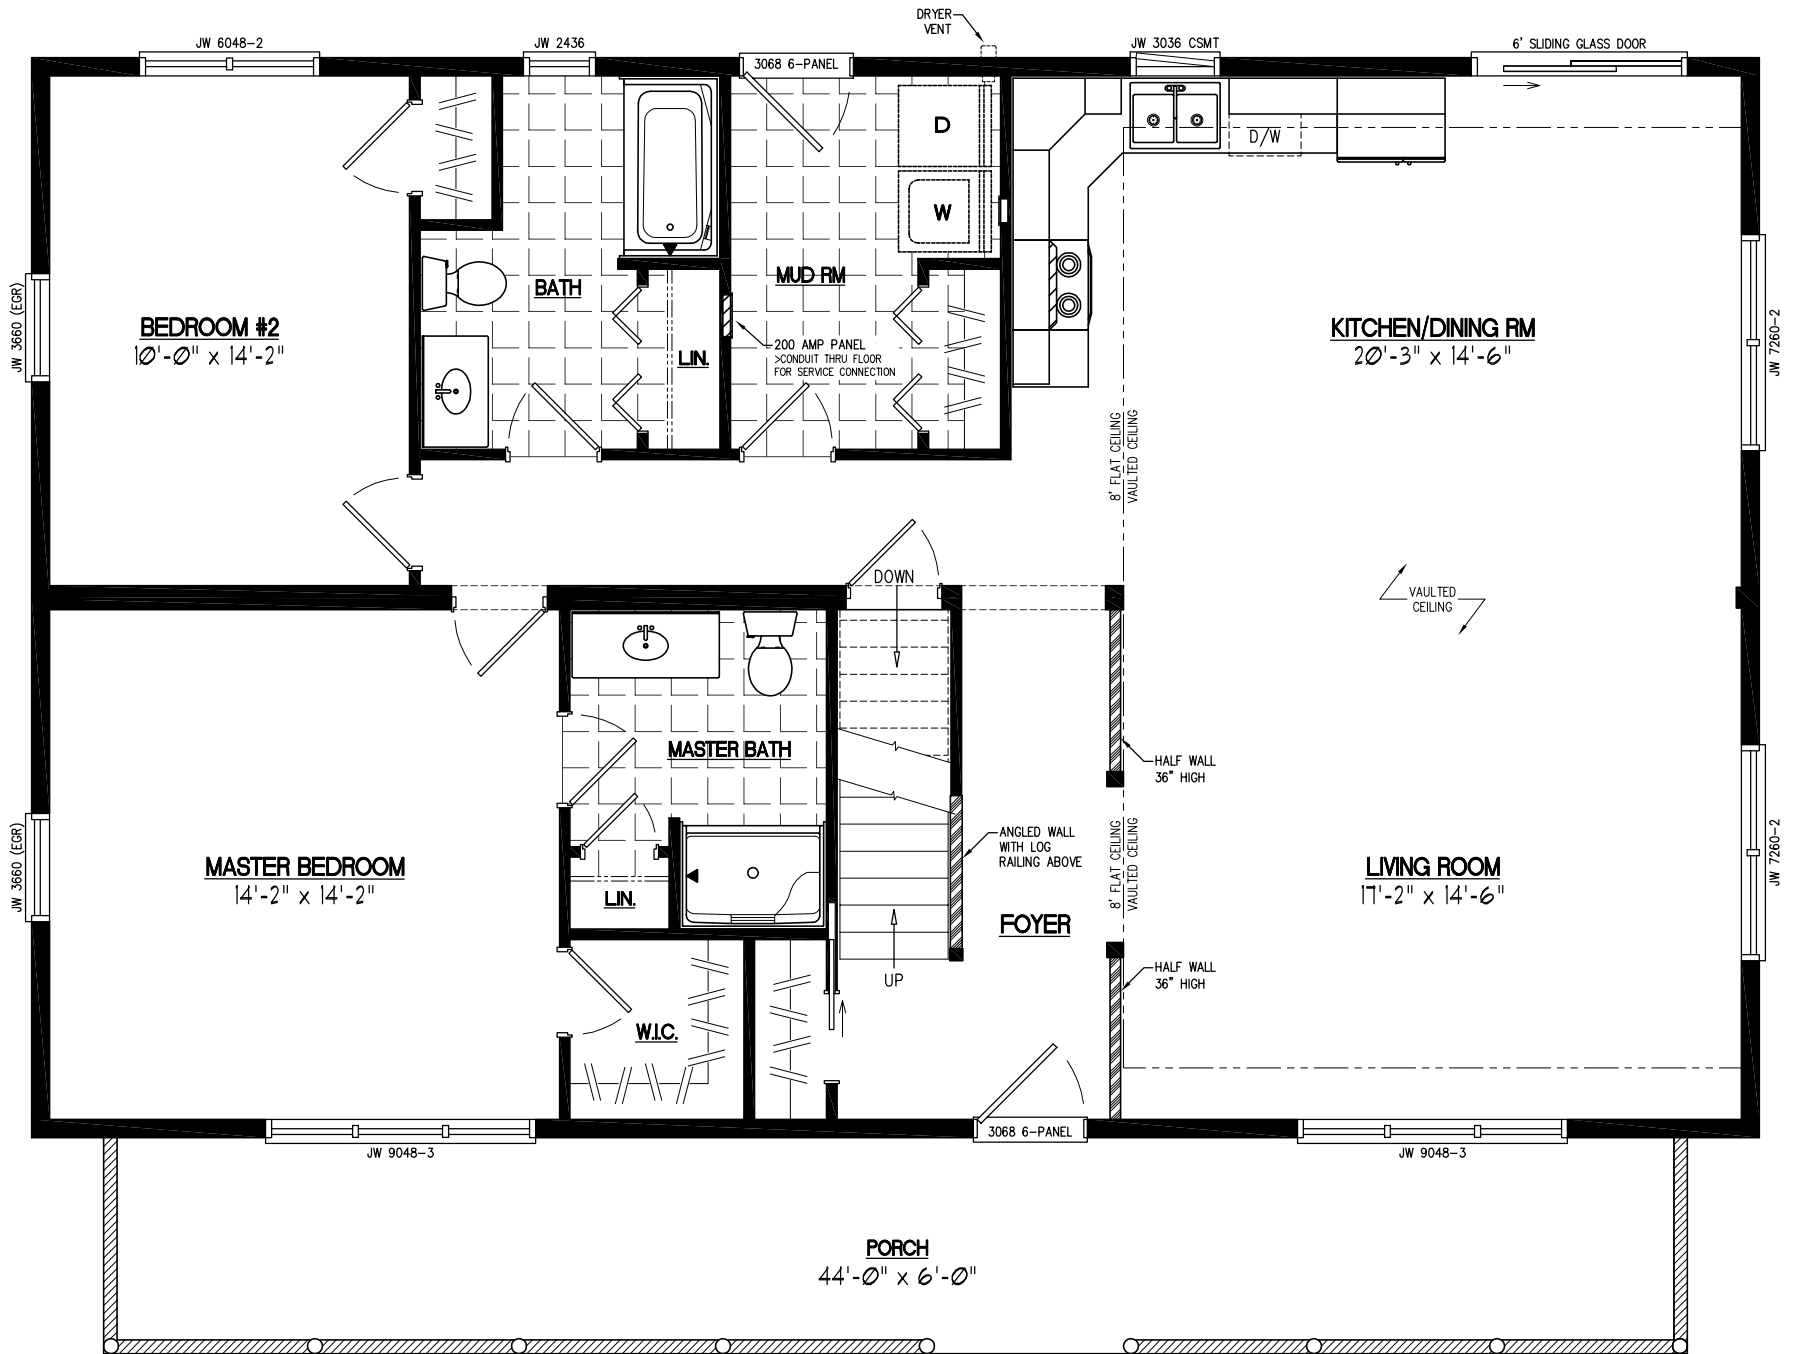 DRYER
VENT
JW 6048-2
JW 2436
3068 6-PANEL
JW 3036 CSMT
6' SLIDING GLASS DOOR
D
D/W
W
JW 3660 (EGR)
BEDROOM #2
10'-0" x 14'-2"
BATH
MUD RM
LIN.
200 AMP PANEL
>CONDUIT THRU FLOOR
FOR SERVICE CONNECTION
KITCHEN/DINING RM
20'-3" x 14'-6"
JW 7260-2
8' FLAT CEILING
VAULTED CEILING
DOWN
VAULTED
CEILING
MASTER BATH
HALF WALL
36" HIGH
JW 3660 (EGR)
MASTER BEDROOM
14'-2" x 14'-2"
LIN.
ANGLED WALL
WITH LOG
RAILING ABOVE
8' FLAT CEILING
VAULTED CEILING
LIVING ROOM
17'-2" x 14'-6"
JW 7260-2
FOYER
UP
HALF WALL
36" HIGH
W.I.C.
3068 6-PANEL
JW 9048-3
JW 9048-3
PORCH
44'-0" x 6'-0"